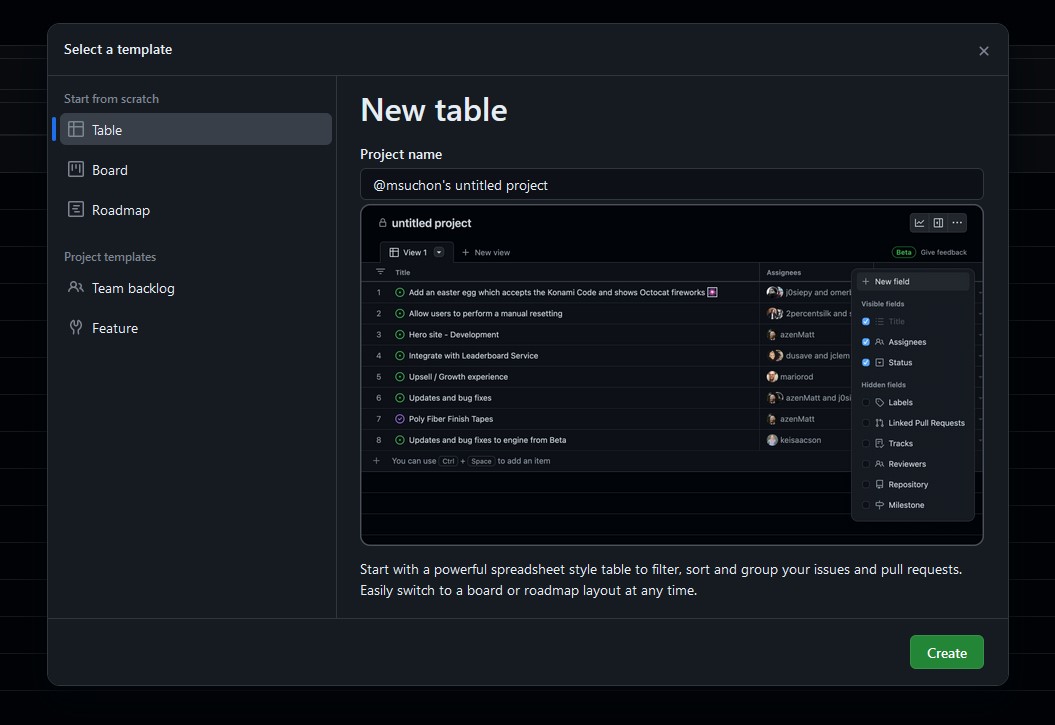 Select a template
Start from scratch
Table
Board
Roadmap
Project templates
Team backlog
Feature
New table
Project name
@msuchon's untitled project
untitled project
View 1 + New view
Beta Give feedback
Title Assignees
1 Add an easter egg which accepts the Konami Code and shows Octocat fireworks j0siepy and omer
2 Allow users to perform a manual resetting 2percentsilk and
3 Hero site - Development azenMatt
4 Integrate with Leaderboard Service dusave and jclem
5 Upsell / Growth experience mariorod
6 Updates and bug fixes azenMatt and j0si
7 Poly Fiber Finish Tapes azenMatt
8 Updates and bug fixes to engine from Beta keisaacson
+ You can use Ctrl + Space to add an item
+ New field
Visible fields
Title
Assignees
Status
Hidden fields
Labels
Linked Pull Requests
Tracks
Reviewers
Repository
Milestone
Start with a powerful spreadsheet style table to filter, sort and group your issues and pull requests.
Easily switch to a board or roadmap layout at any time.
Create